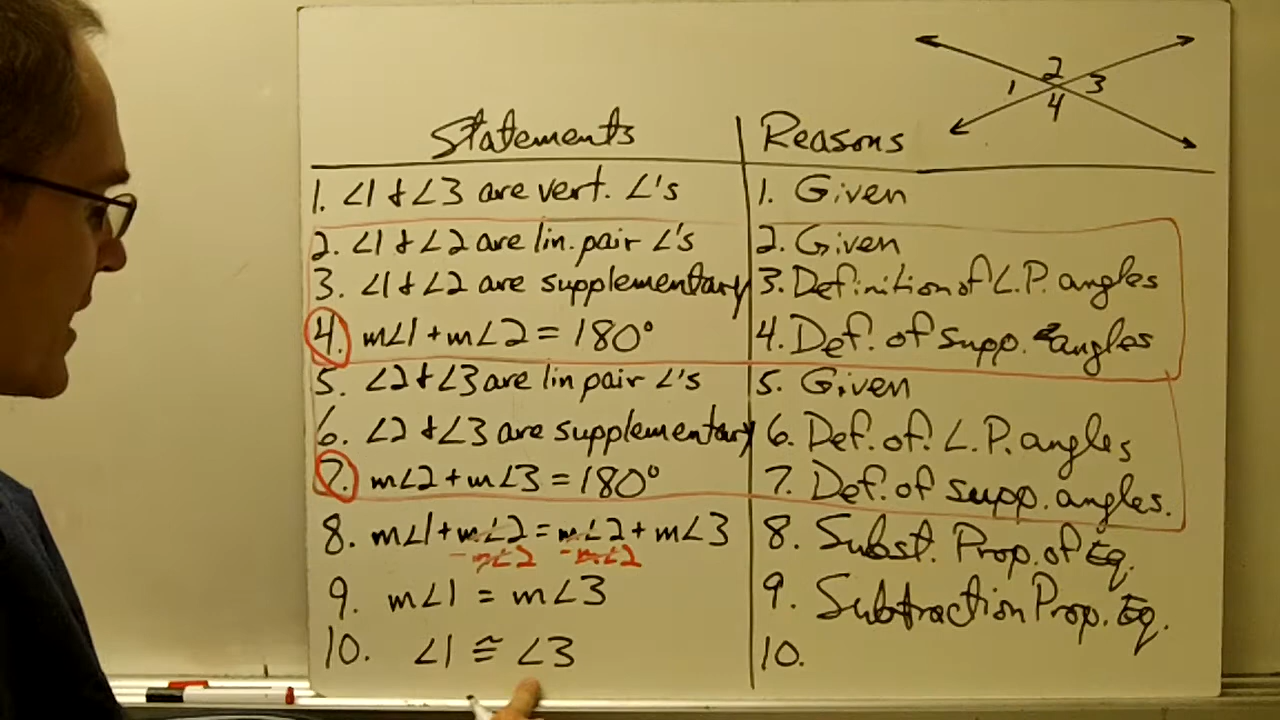 2
1 3
4
Statements Reasons
1. ∠1 & ∠3 are vert. ∠'s 1. Given
2. ∠1 & ∠2 are lin. pair ∠'s 2. Given
3. ∠1 & ∠2 are supplementary 3. Definition of L.P. angles
4. m∠1 + m∠2 = 180° 4. Def. of supp. angles
5. ∠2 & ∠3 are lin pair ∠'s 5. Given
6. ∠2 & ∠3 are supplementary 6. Def. of. L.P. angles
7. m∠2 + m∠3 = 180° 7. Def. of supp. angles.
8. m∠1 + m∠2 = m∠2 + m∠3 8. Subst. Prop. of Eq.
-m∠2 -m∠2
9. m∠1 = m∠3 9. Subtraction Prop. Eq.
10. ∠1 ≅ ∠3 10.